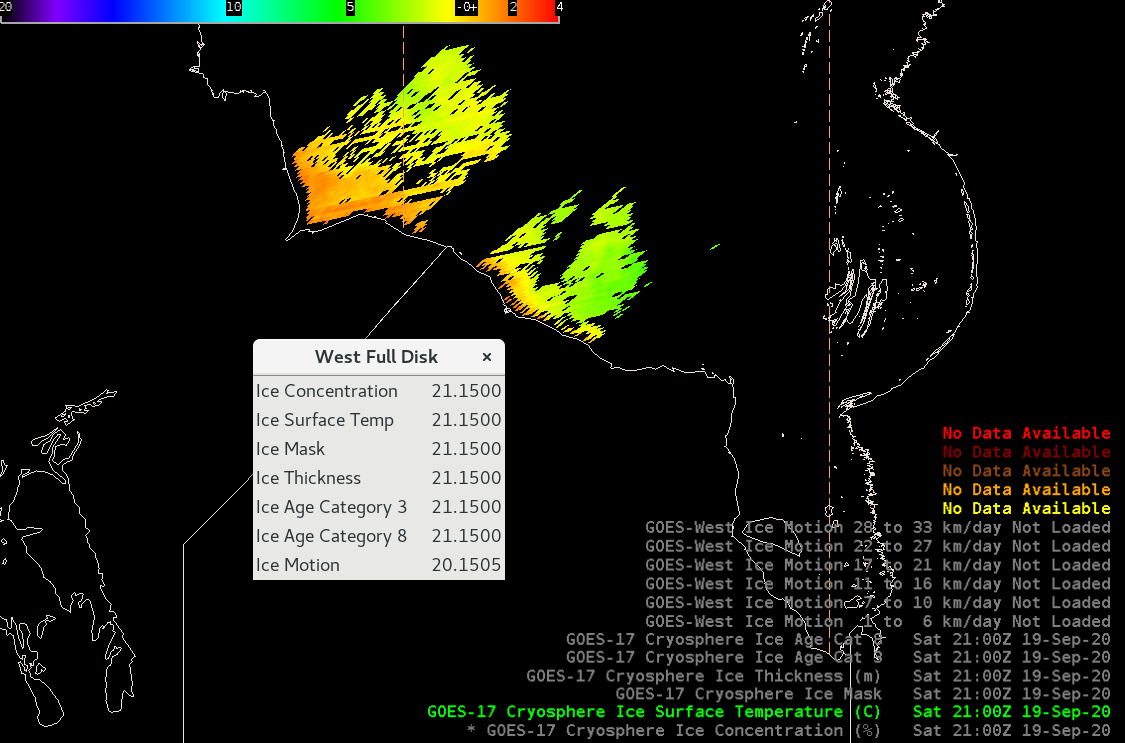 20 10 5 -0+ 2 4
West Full Disk ×
Ice Concentration 21.1500
Ice Surface Temp 21.1500
Ice Mask 21.1500
Ice Thickness 21.1500
Ice Age Category 3 21.1500
Ice Age Category 8 21.1500
Ice Motion 20.1505
No Data Available
No Data Available
No Data Available
No Data Available
No Data Available
GOES-West Ice Motion 28 to 33 km/day Not Loaded
GOES-West Ice Motion 22 to 27 km/day Not Loaded
GOES-West Ice Motion 17 to 21 km/day Not Loaded
GOES-West Ice Motion 11 to 16 km/day Not Loaded
GOES-West Ice Motion 7 to 10 km/day Not Loaded
GOES-West Ice Motion to 6 km/day Not Loaded
GOES-17 Cryosphere Ice Age Cat Sat 21:00Z 19-Sep-20
GOES-17 Cryosphere Ice Age Cat 8 Sat 21:00Z 19-Sep-20
GOES-17 Cryosphere Ice Thickness (m) Sat 21:00Z 19-Sep-20
GOES-17 Cryosphere Ice Mask Sat 21:00Z 19-Sep-20
GOES-17 Cryosphere Ice Surface Temperature (C) Sat 21:00Z 19-Sep-20
* GOES-17 Cryosphere Ice Concentration (%) Sat 21:00Z 19-Sep-20